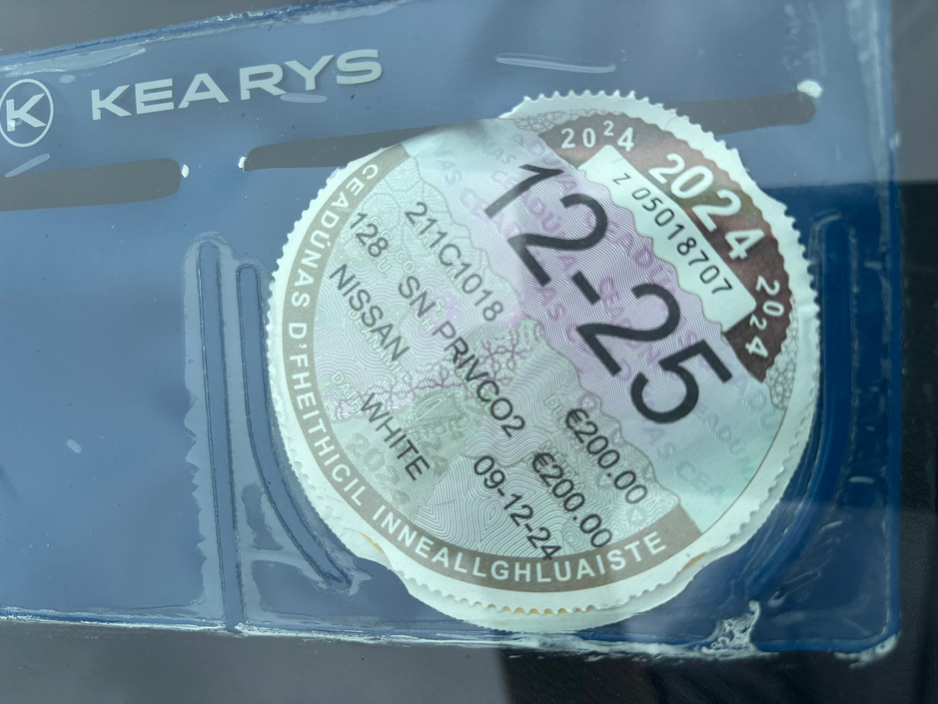 K KEARYS
2024 2024 2024
Z 05018707
12-25
211C1018
128 SN PRIVCO2
NISSAN
WHITE
€200.00
€200.00
09-12-24
CEADÚNAS D'FHEITHICIL INNEALLGHLUAISTE